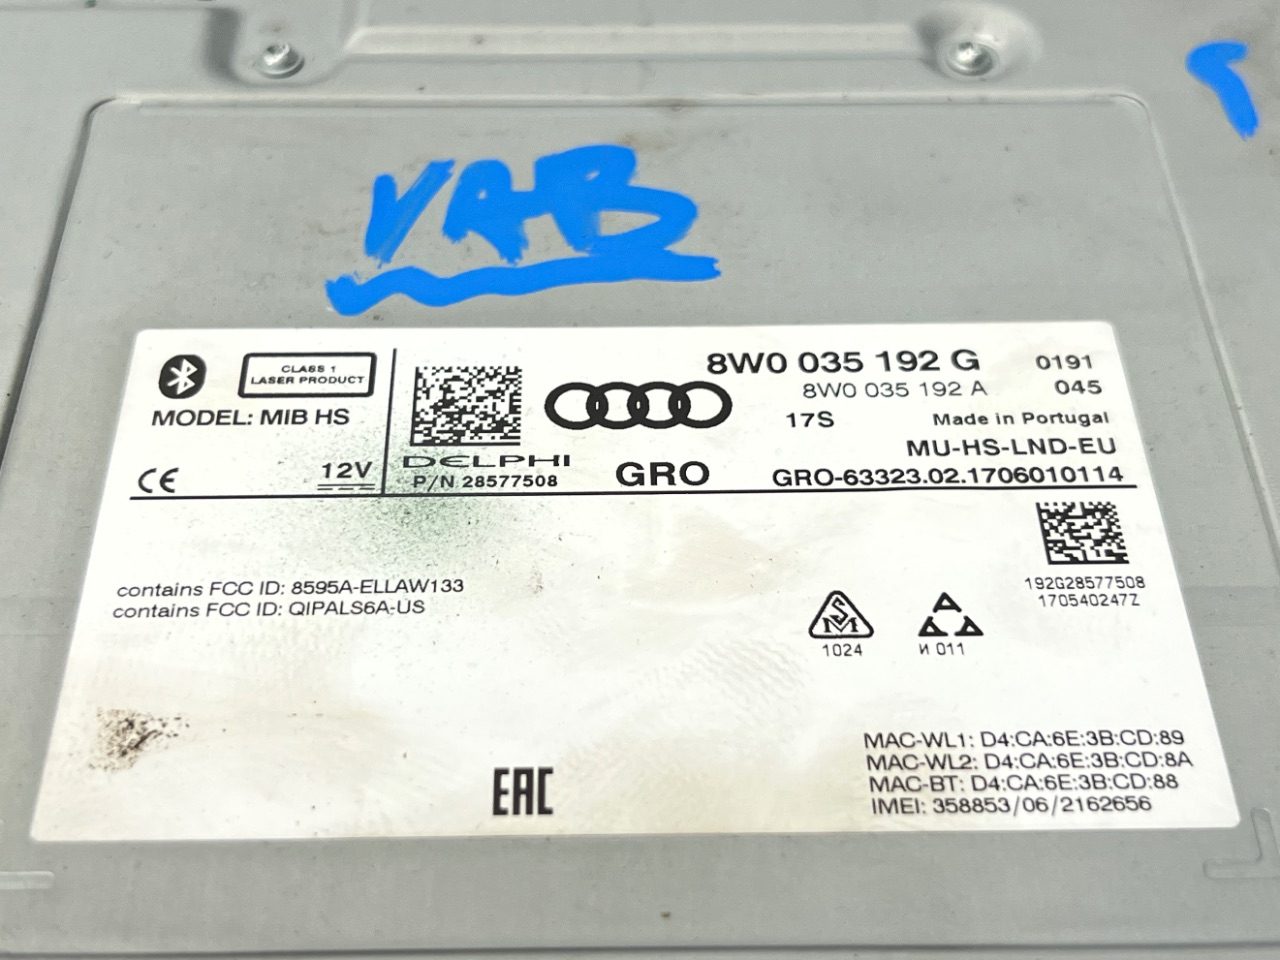 VAB
CLASS 1
LASER PRODUCT
MODEL: MIB HS
CE
12V
DELPHI
P/N 28577508
8W0 035 192 G 0191
8W0 035 192 A 045
17S Made in Portugal
MU-HS-LND-EU
GRO GRO-63323.02.1706010114
contains FCC ID: 8595A-ELLAW133
contains FCC ID: QIPALS6A-US
192G28577508
170540247Z
SM
1024
И 011
MAC-WL1: D4:CA:6E:3B:CD:89
MAC-WL2: D4:CA:6E:3B:CD:8A
MAC-BT: D4:CA:6E:3B:CD:88
IMEI: 358853/06/2162656
EAC